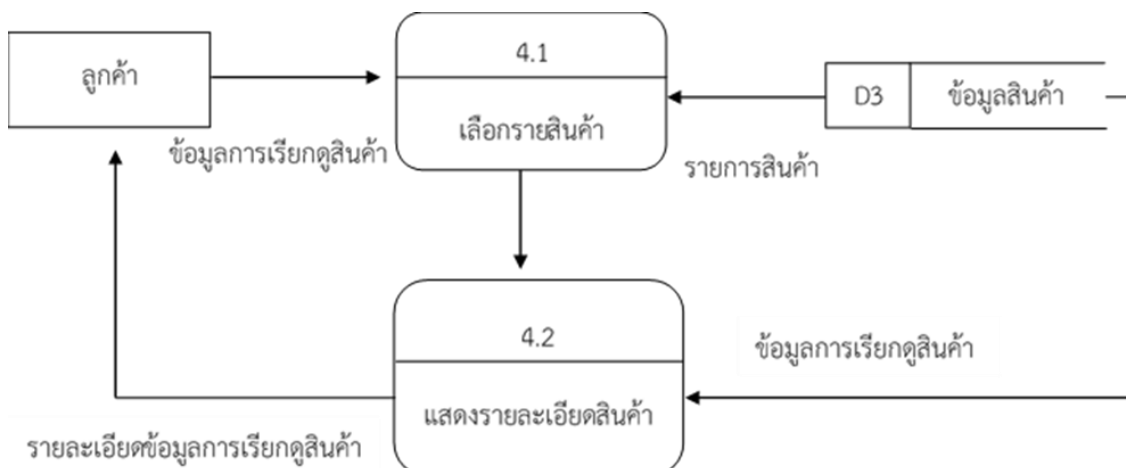 4.1
ลูกค้า
D3
ข้อมูลสินค้า
เลือกรายสินค้า
ข้อมูลการเรียกดูสินค้า
รายการสินค้า
4.2
ข้อมูลการเรียกดูสินค้า
แสดงรายละเอียดสินค้า
รายละเอียดข้อมูลการเรียกดูสินค้า